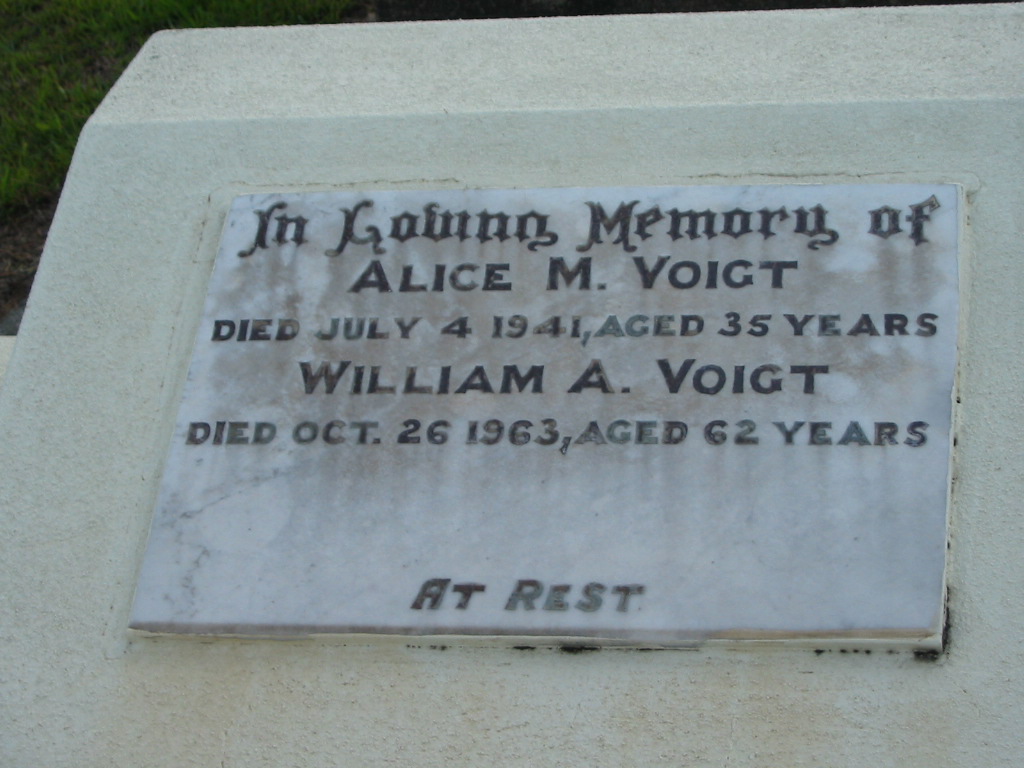 In Loving Memory of
ALICE M. VOIGT
DIED JULY 4 1941, AGED 35 YEARS
WILLIAM A. VOIGT
DIED OCT. 26 1963, AGED 62 YEARS
AT REST